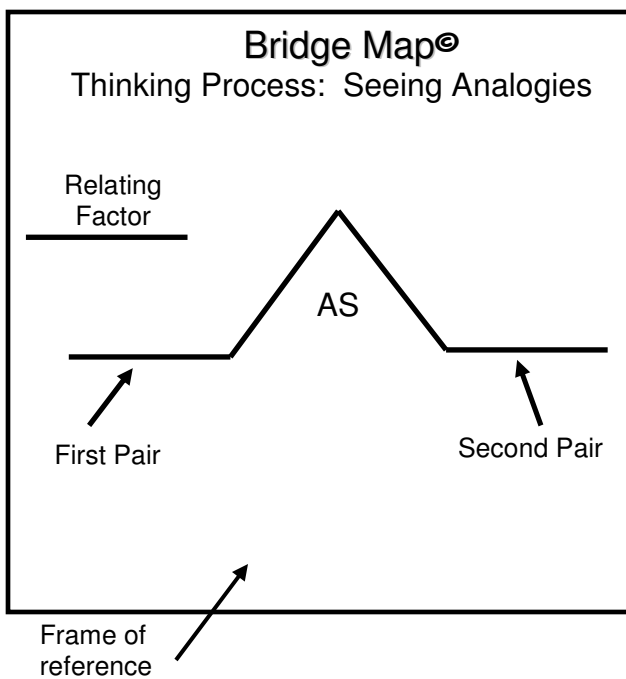 Bridge Map©
Thinking Process: Seeing Analogies
Relating
Factor
AS
First Pair
Second Pair
Frame of
reference